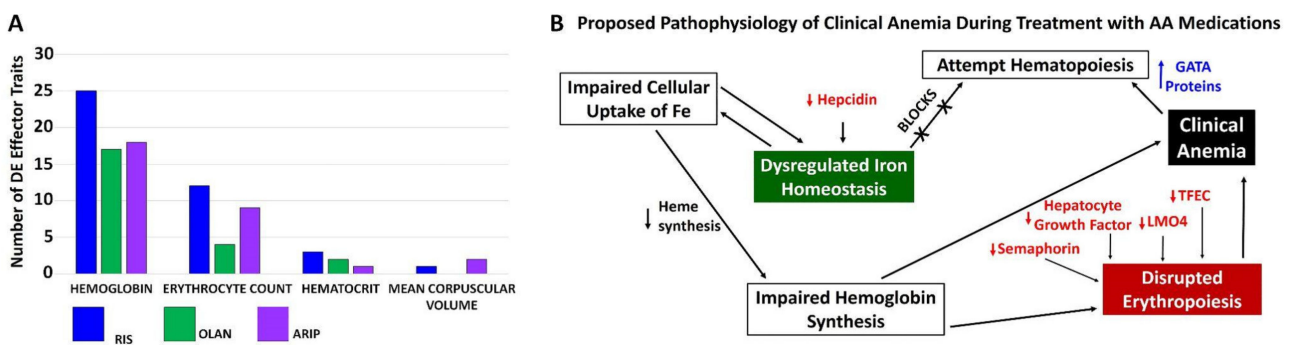 A
Number of DE Effector Traits
30
25
20
15
10
5
0
HEMOGLOBIN
ERYTHROCYTE COUNT
HEMATOCRIT
MEAN CORPUSCULAR
VOLUME
RIS
OLAN
ARIP
B Proposed Pathophysiology of Clinical Anemia During Treatment with AA Medications
Impaired Cellular
Uptake of Fe
↓ Hepcidin
BLOCKS
X X
Attempt Hematopoiesis
↑ GATA
Proteins
Clinical
Anemia
Dysregulated Iron
Homeostasis
↓ Heme
synthesis
↓ Hepatocyte
Growth Factor
↓TFEC
↓LMO4
↓Semaphorin
Impaired Hemoglobin
Synthesis
Disrupted
Erythropoiesis